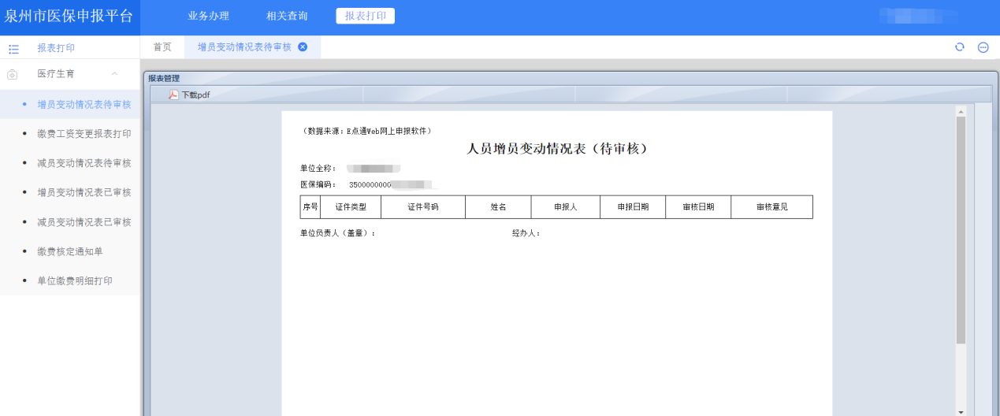 泉州市医保申报平台
业务办理 相关查询 报表打印
报表打印
首页 增员变动情况表待审核
医疗生育
增员变动情况表待审核
缴费工资变更报表打印
减员变动情况表待审核
增员变动情况表已审核
减员变动情况表已审核
缴费核定通知单
单位缴费明细打印
报表管理
下载pdf
（数据来源：E点通Web网上申报软件）
人员增员变动情况表（待审核）
单位全称：
医保编码： 3500000000
序号 证件类型 证件号码 姓名 申报人 申报日期 审核日期 审核意见
单位负责人（盖章）： 经办人：